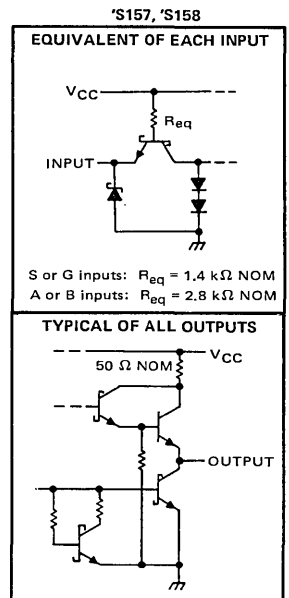 'S157, 'S158
EQUIVALENT OF EACH INPUT
VCC
Req
INPUT
S or G inputs: Req = 1.4 kΩ NOM
A or B inputs: Req = 2.8 kΩ NOM
TYPICAL OF ALL OUTPUTS
VCC
50 Ω NOM
OUTPUT